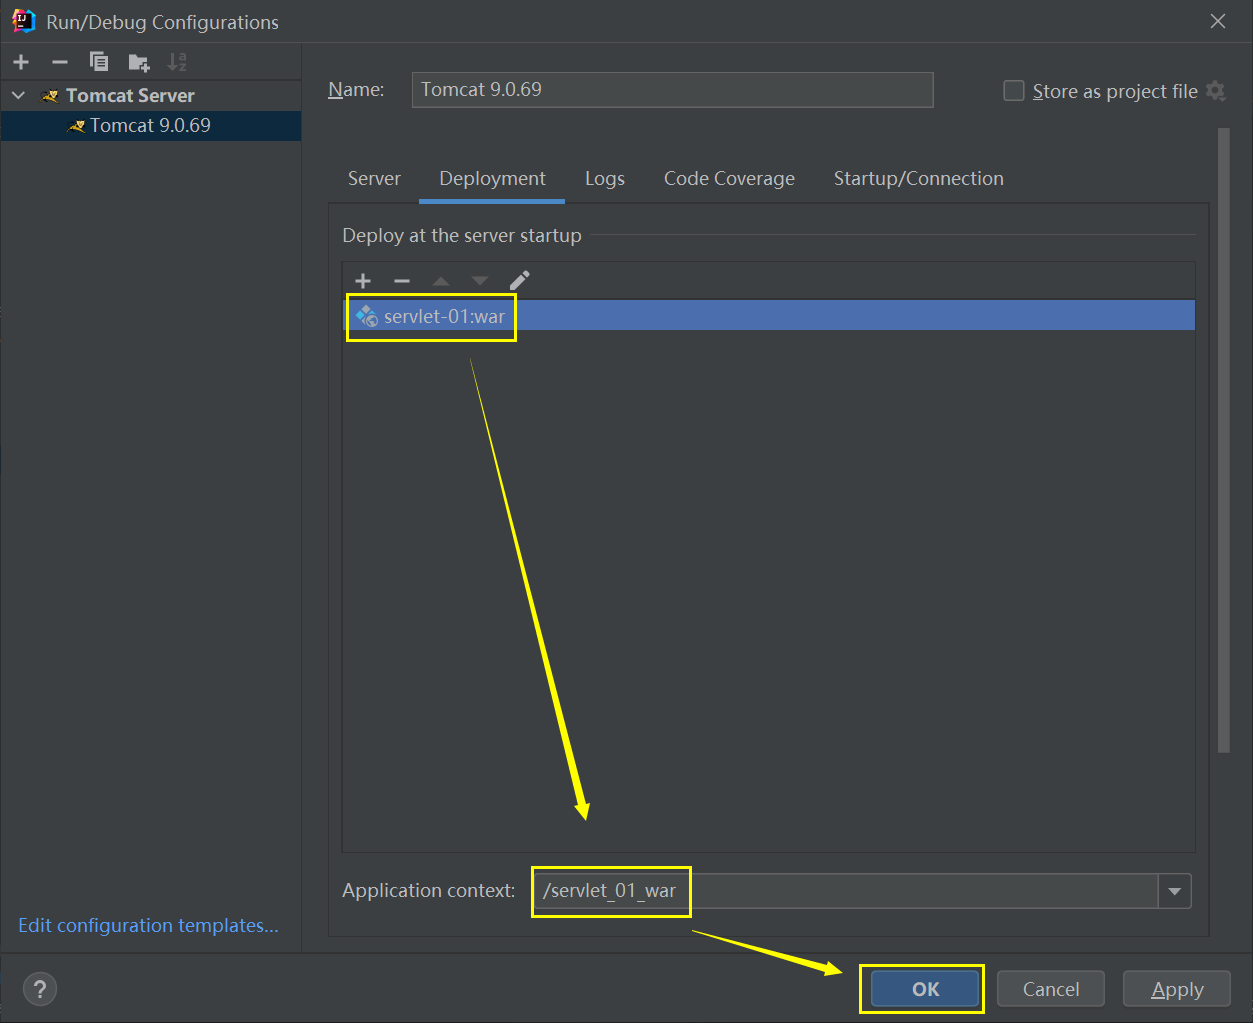 Run/Debug Configurations
Tomcat Server
Tomcat 9.0.69
Name: Tomcat 9.0.69
Store as project file
Server Deployment Logs Code Coverage Startup/Connection
Deploy at the server startup
servlet-01:war
Application context: /servlet_01_war
Edit configuration templates...
? OK Cancel Apply